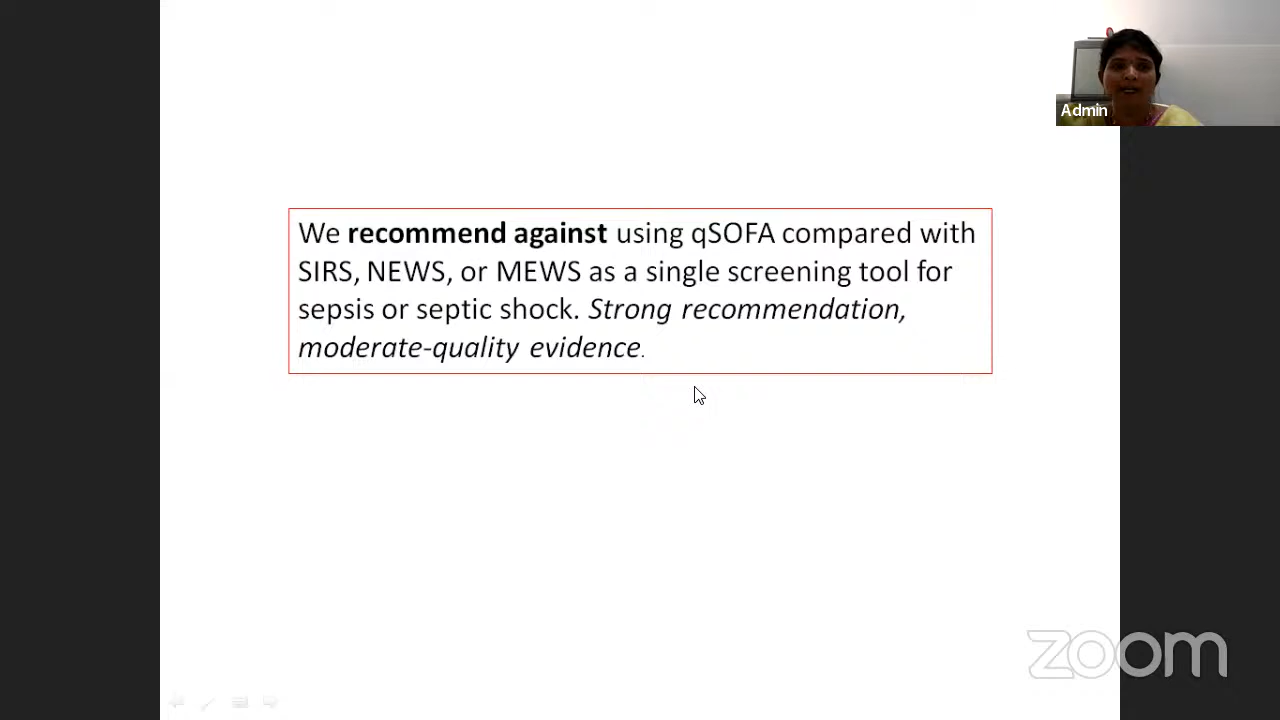 Admin
We recommend against using qSOFA compared with
SIRS, NEWS, or MEWS as a single screening tool for
sepsis or septic shock. Strong recommendation,
moderate-quality evidence.
zoom